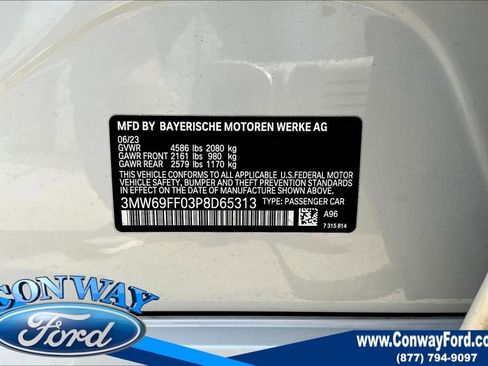 MFD BY BAYERISCHE MOTOREN WERKE AG
06/23
GVWR 4586 lbs 2080 kg
GAWR FRONT 2161 lbs 980 kg
GAWR REAR 2579 lbs 1170 kg
THIS VEHICLE CONFORMS TO ALL APPLICABLE U.S.FEDERAL MOTOR
VEHICLE SAFETY, BUMPER, AND THEFT PREVENTION STANDARDS
IN EFFECT ON THE DATE OF MANUFACTURE SHOWN ABOVE.
3MW69FF03P8D65313 TYPE: PASSENGER CAR
A96
7 315 814
CONWAY
Ford
www.ConwayFord.com
(877) 794-9097